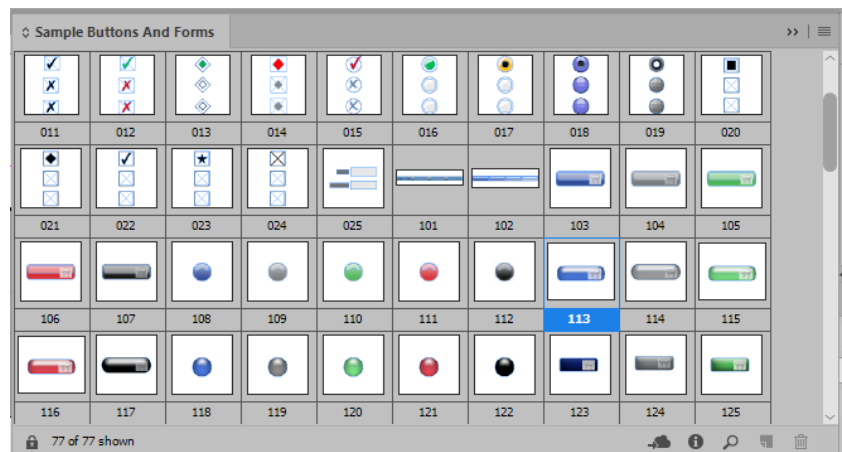 Sample Buttons And Forms
011 012 013 014 015 016 017 018 019 020
021 022 023 024 025 101 102 103 104 105
106 107 108 109 110 111 112 113 114 115
116 117 118 119 120 121 122 123 124 125
77 of 77 shown